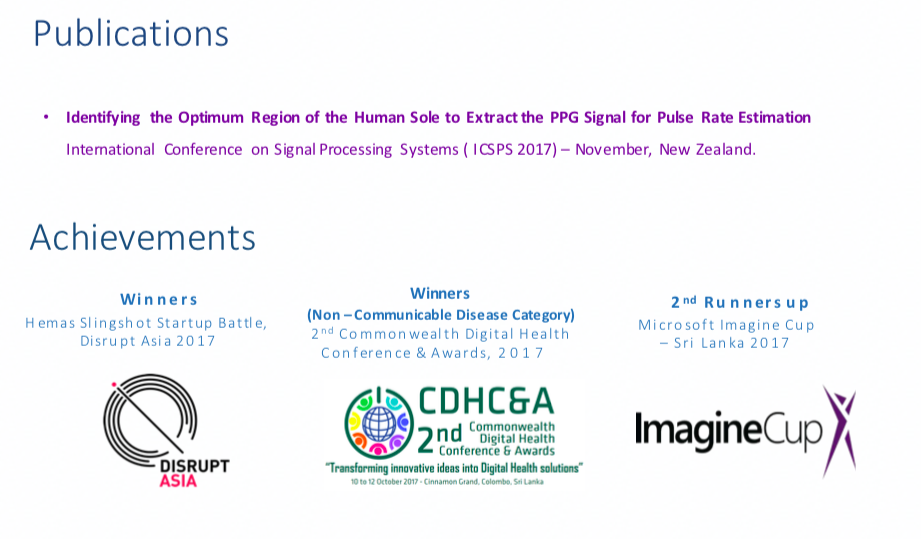 Publications
• Identifying the Optimum Region of the Human Sole to Extract the PPG Signal for Pulse Rate Estimation
International Conference on Signal Processing Systems ( ICSPS 2017) – November, New Zealand.
Achievements
Winners
Hemas Slingshot Startup Battle,
Disrupt Asia 2017
DISRUPT
ASIA
Winners
(Non – Communicable Disease Category)
2nd Commonwealth Digital Health
Conference & Awards, 2017
CDHC&A
2nd Commonwealth
Digital Health
Conference & Awards
"Transforming innovative ideas into Digital Health solutions"
10 to 12 October 2017 - Cinnamon Grand, Colombo, Sri Lanka
2nd Runners up
Microsoft Imagine Cup
– Sri Lanka 2017
ImagineCup